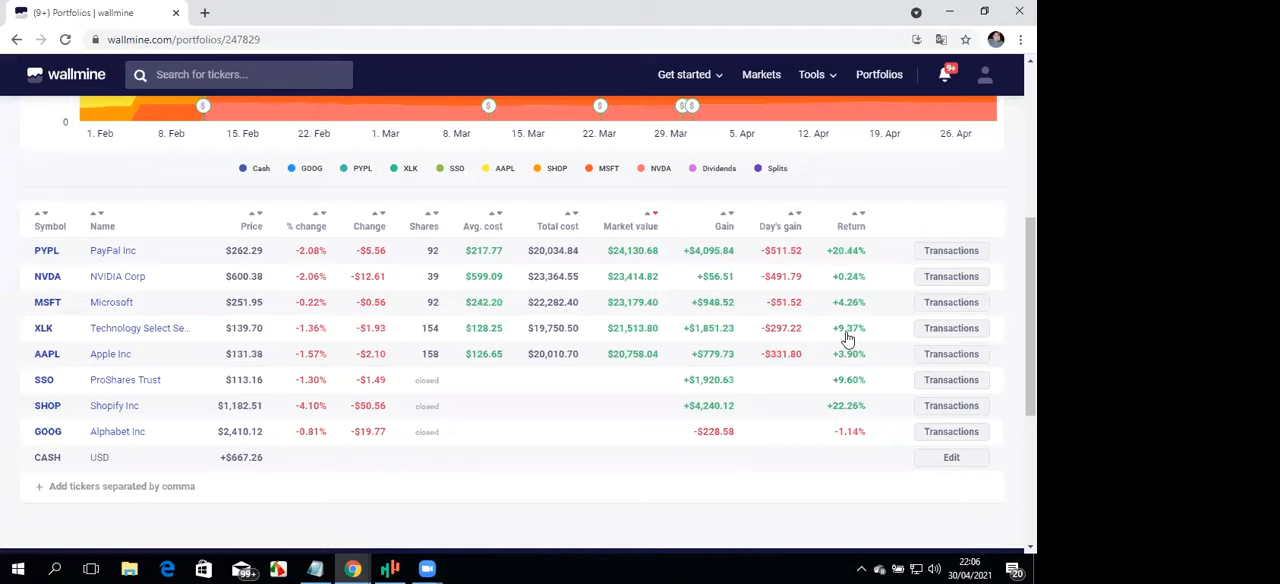 (9+) Portfolios | wallmine
wallmine.com/portfolios/247829
wallmine Search for tickers... Get started Markets Tools Portfolios 9+
$ $ $ $ $
0
1. Feb 8. Feb 15. Feb 22. Feb 1. Mar 8. Mar 15. Mar 22. Mar 29. Mar 5. Apr 12. Apr 19. Apr 26. Apr
Cash GOOG PYPL XLK SSO AAPL SHOP MSFT NVDA Dividends Splits
Symbol Name Price % change Change Shares Avg. cost Total cost Market value Gain Day's gain Return
PYPL PayPal Inc $262.29 -2.08% -$5.56 92 $217.77 $20,034.84 $24,130.68 +$4,095.84 -$511.52 +20.44% Transactions
NVDA NVIDIA Corp $600.38 -2.06% -$12.61 39 $599.09 $23,364.55 $23,414.82 +$56.51 -$491.79 +0.24% Transactions
MSFT Microsoft $251.95 -0.22% -$0.56 92 $242.20 $22,282.40 $23,179.40 +$948.52 -$51.52 +4.26% Transactions
XLK Technology Select Se... $139.70 -1.36% -$1.93 154 $128.25 $19,750.50 $21,513.80 +$1,851.23 -$297.22 +9.37% Transactions
AAPL Apple Inc $131.38 -1.57% -$2.10 158 $126.65 $20,010.70 $20,758.04 +$779.73 -$331.80 +3.90% Transactions
SSO ProShares Trust $113.16 -1.30% -$1.49 closed +$1,920.63 +9.60% Transactions
SHOP Shopify Inc $1,182.51 -4.10% -$50.56 closed +$4,240.12 +22.26% Transactions
GOOG Alphabet Inc $2,410.12 -0.81% -$19.77 closed -$228.58 -1.14% Transactions
CASH USD +$667.26 Edit
+ Add tickers separated by comma
99+ 22:06
30/04/2021 20